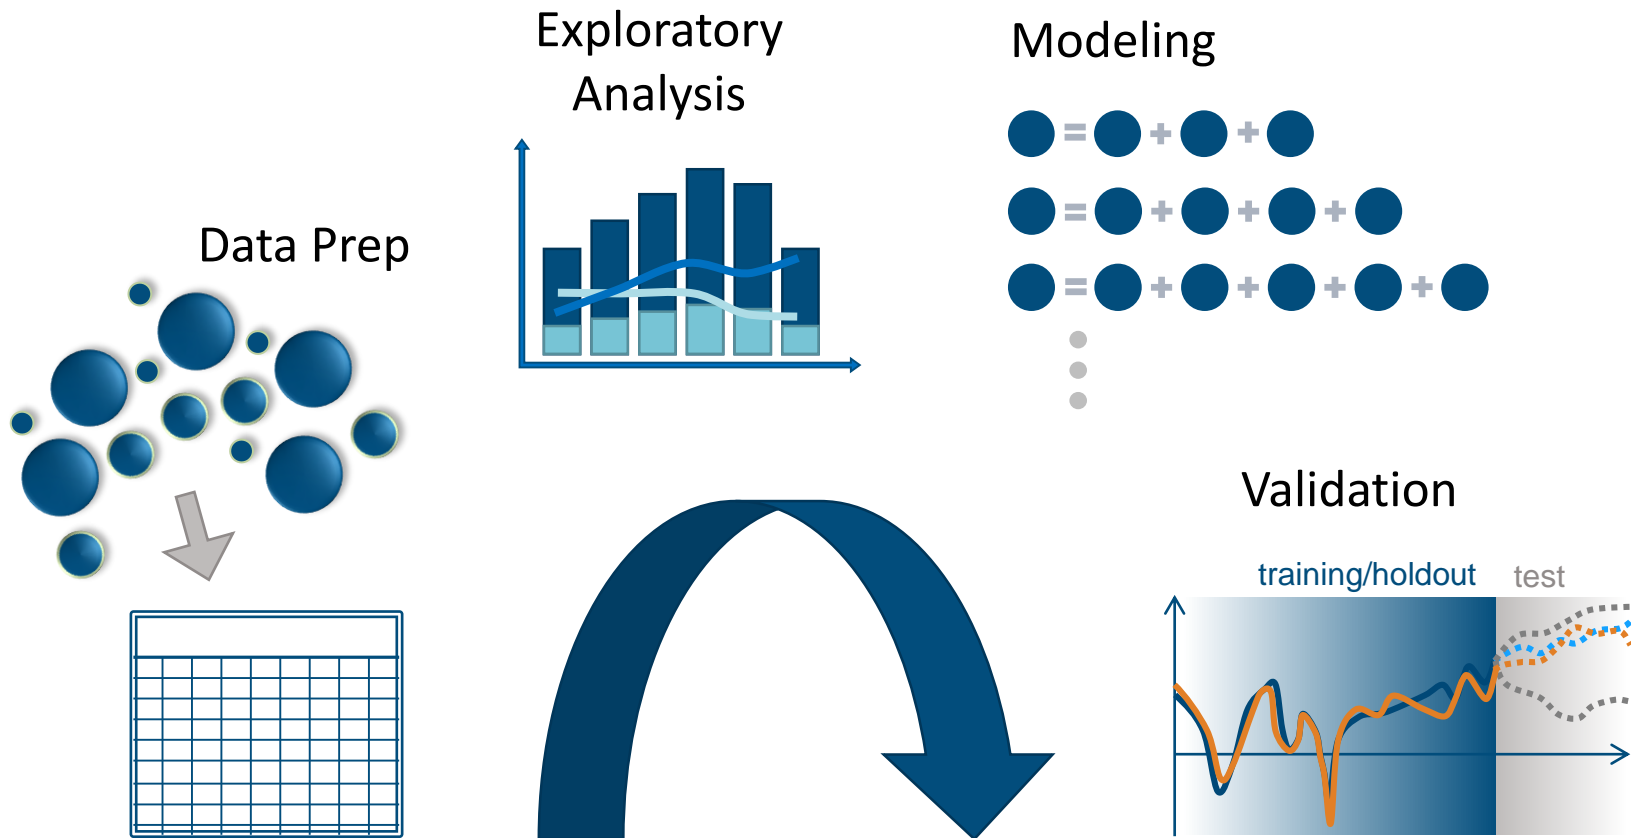 Data Prep
Exploratory
Analysis
Modeling
Validation
training/holdout
test